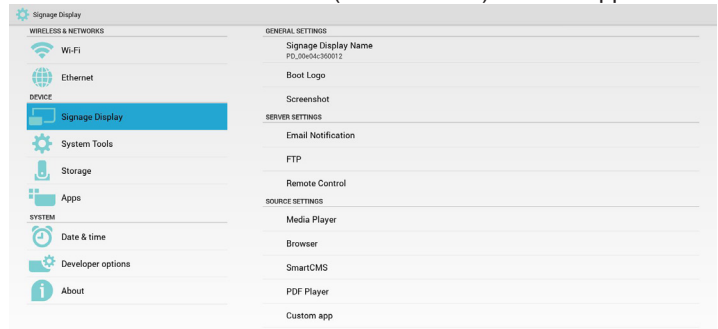 Signage Display
WIRELESS & NETWORKS
Wi-Fi
Ethernet
DEVICE
Signage Display
System Tools
Storage
Apps
SYSTEM
Date & time
Developer options
About
GENERAL SETTINGS
Signage Display Name
PD_00e04c360012
Boot Logo
Screenshot
SERVER SETTINGS
Email Notification
FTP
Remote Control
SOURCE SETTINGS
Media Player
Browser
SmartCMS
PDF Player
Custom app